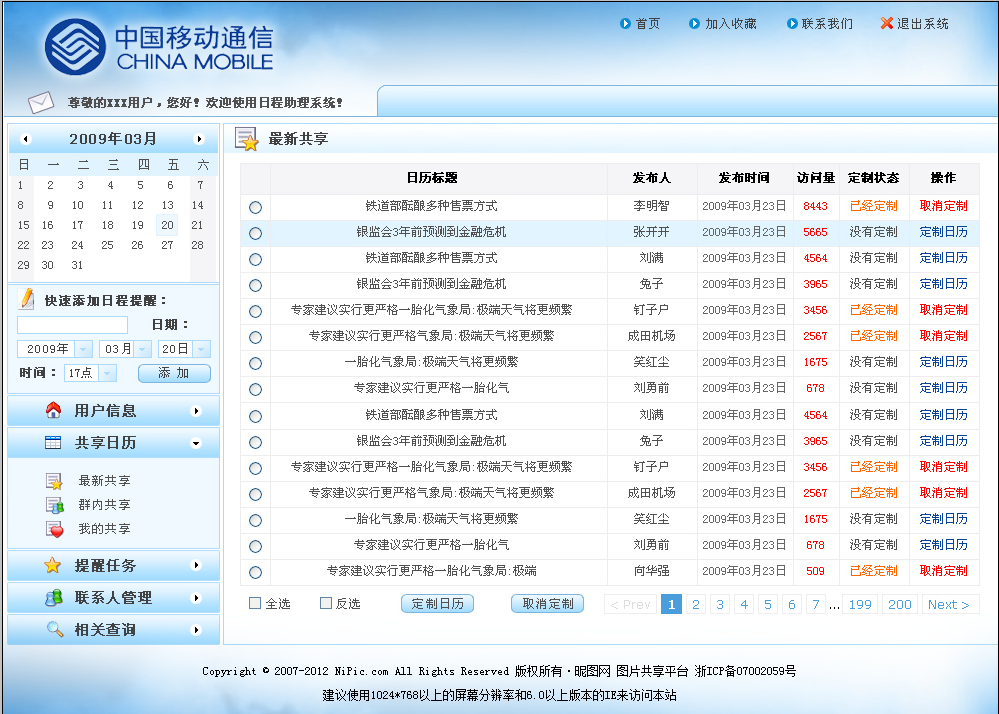 首页 加入收藏 联系我们 退出系统
中国移动通信
CHINA MOBILE
尊敬的XXX用户，您好！欢迎使用日程助理系统！
2009年03月
日 一 二 三 四 五 六
1 2 3 4 5 6 7
8 9 10 11 12 13 14
15 16 17 18 19 20 21
22 23 24 25 26 27 28
29 30 31
快速添加日程提醒：
日期：
2009年 03月 20日
时间： 17点 添 加
用户信息
共享日历
最新共享
群内共享
我的共享
提醒任务
联系人管理
相关查询
最新共享
日历标题 发布人 发布时间 访问量 定制状态 操作
铁道部酝酿多种售票方式 李明智 2009年03月23日 8443 已经定制 取消定制
银监会3年前预测到金融危机 张开开 2009年03月23日 5665 没有定制 定制日历
铁道部酝酿多种售票方式 刘满 2009年03月23日 4564 没有定制 定制日历
银监会3年前预测到金融危机 兔子 2009年03月23日 3965 没有定制 定制日历
专家建议实行更严格一胎化气象局:极端天气将更频繁 钉子户 2009年03月23日 3456 已经定制 取消定制
专家建议实行更严格气象局:极端天气将更频繁 成田机场 2009年03月23日 2567 已经定制 取消定制
一胎化气象局:极端天气将更频繁 笑红尘 2009年03月23日 1675 没有定制 定制日历
专家建议实行更严格一胎化气 刘勇前 2009年03月23日 678 没有定制 定制日历
铁道部酝酿多种售票方式 刘满 2009年03月23日 4564 没有定制 定制日历
银监会3年前预测到金融危机 兔子 2009年03月23日 3965 没有定制 定制日历
专家建议实行更严格一胎化气象局:极端天气将更频繁 钉子户 2009年03月23日 3456 已经定制 取消定制
专家建议实行更严格气象局:极端天气将更频繁 成田机场 2009年03月23日 2567 已经定制 取消定制
一胎化气象局:极端天气将更频繁 笑红尘 2009年03月23日 1675 没有定制 定制日历
专家建议实行更严格一胎化气 刘勇前 2009年03月23日 678 没有定制 定制日历
专家建议实行更严格一胎化气象局:极端 向华强 2009年03月23日 509 已经定制 取消定制
全选 反选 定制日历 取消定制 < Prev 1 2 3 4 5 6 7 ... 199 200 Next >
Copyright © 2007-2012 NiPic.com All Rights Reserved 版权所有·昵图网 图片共享平台 浙ICP备07002059号
建议使用1024*768以上的屏幕分辨率和6.0以上版本的IE来访问本站